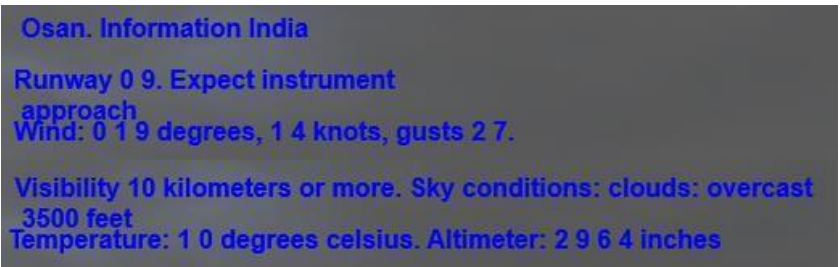 Osan. Information India
Runway 0 9. Expect instrument
approach
Wind: 0 1 9 degrees, 1 4 knots, gusts 2 7.
Visibility 10 kilometers or more. Sky conditions: clouds: overcast
3500 feet
Temperature: 1 0 degrees celsius. Altimeter: 2 9 6 4 inches